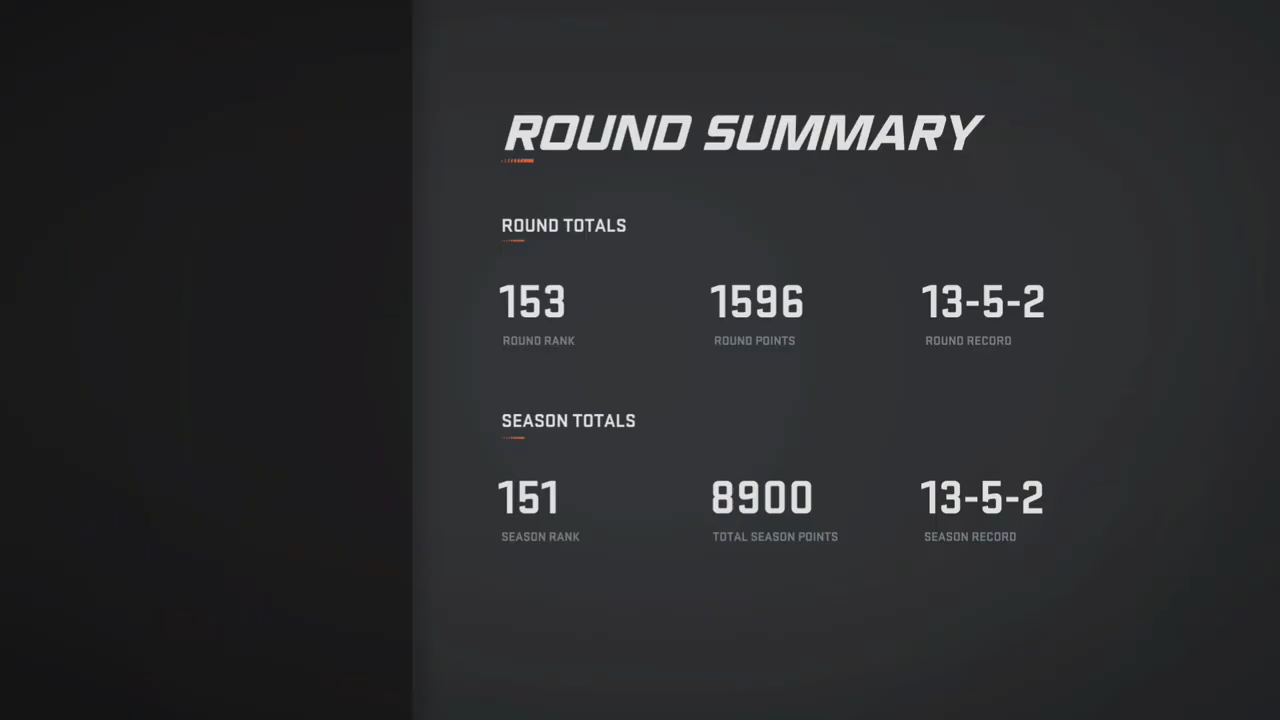 ROUND SUMMARY
ROUND TOTALS
153 1596 13-5-2
ROUND RANK ROUND POINTS ROUND RECORD
SEASON TOTALS
151 8900 13-5-2
SEASON RANK TOTAL SEASON POINTS SEASON RECORD